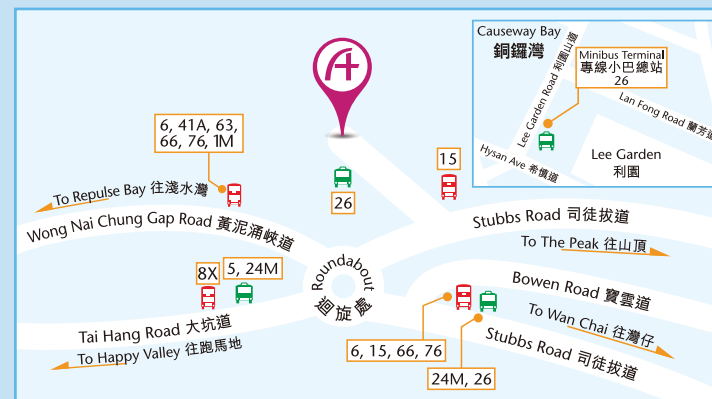 Causeway Bay
銅鑼灣
Minibus Terminal
專線小巴總站
26
Lee Garden Road 利園山道
Lan Fong Road 蘭芳道
Hysan Ave 希慎道
Lee Garden
利園
6, 41A, 63,
66, 76, 1M
To Repulse Bay 往淺水灣
Wong Nai Chung Gap Road 黃泥涌峽道
26
15
Stubbs Road 司徒拔道
To The Peak 往山頂
Roundabout
迴旋處
8X
5, 24M
Tai Hang Road 大坑道
To Happy Valley 往跑馬地
Bowen Road 寶雲道
To Wan Chai 往灣仔
Stubbs Road 司徒拔道
6, 15, 66, 76
24M, 26